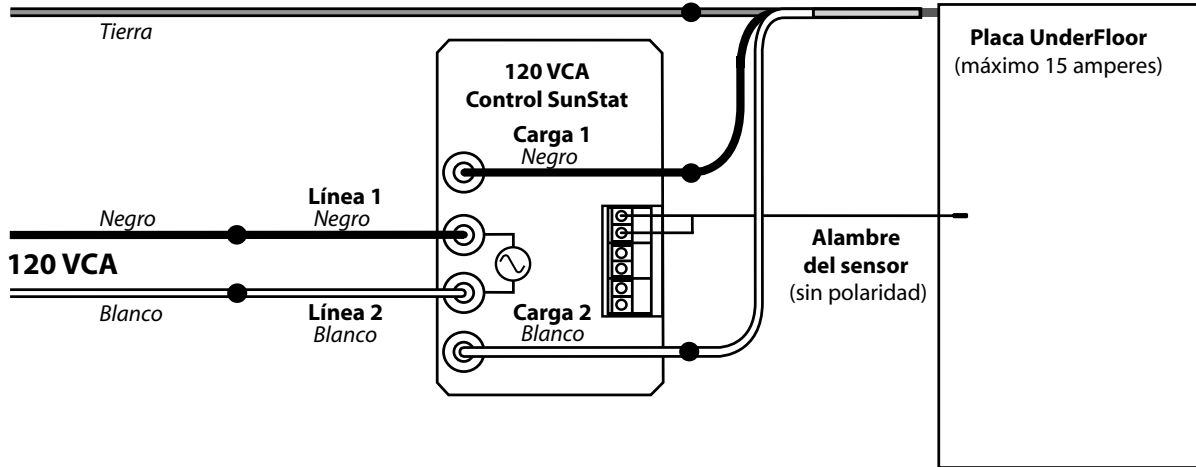 Tierra
120 VCA
Control SunStat
Placa UnderFloor
(máximo 15 amperes)
Carga 1
Negro
Línea 1
Negro
Negro
120 VCA
Blanco
Línea 2
Blanco
Carga 2
Blanco
Alambre
del sensor
(sin polaridad)